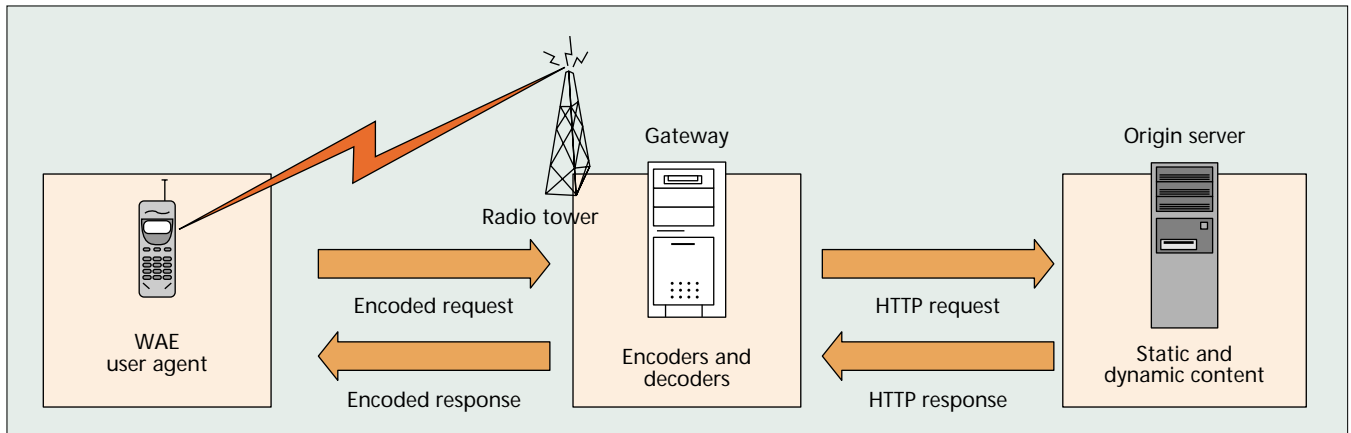 Gateway
Origin server
Radio tower
Encoded request
HTTP request
WAE
user agent
Encoders and
decoders
Static and
dynamic content
Encoded response
HTTP response